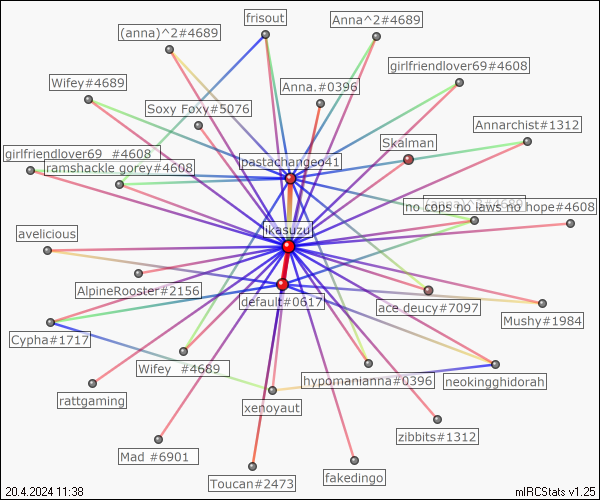 frisout
Anna^2#4689
(anna)^2#4689
girlfriendlover69#4608
Wifey#4689
Anna.#0396
Soxy Foxy#5076
Annarchist#1312
Skalman
girlfriendlover69 #4608
pastachangeo41
ramshackle gorey#4608
no cops no laws no hope#4608
ikasuzu
avelicious
AlpineRooster#2156
default#0617
ace deucy#7097
Mushy#1984
Cypha#1717
Wifey #4689
hypomanianna#0396
neokingghidorah
rattgaming
xenoyaut
zibbits#1312
Mad #6901
Toucan#2473
fakedingo
20.4.2024 11:38
mIRCStats v1.25